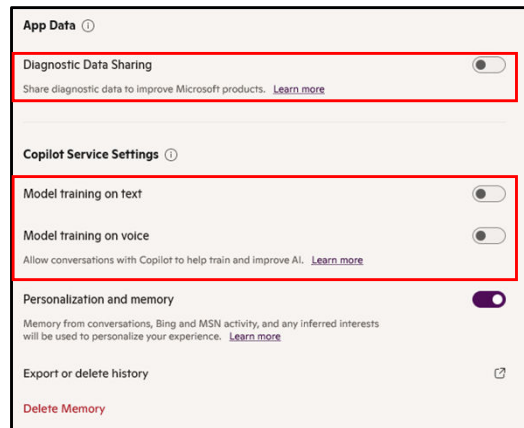 App Data
Diagnostic Data Sharing
Share diagnostic data to improve Microsoft products. Learn more
Copilot Service Settings
Model training on text
Model training on voice
Allow conversations with Copilot to help train and improve AI. Learn more
Personalization and memory
Memory from conversations, Bing and MSN activity, and any inferred interests
will be used to personalize your experience. Learn more
Export or delete history
Delete Memory